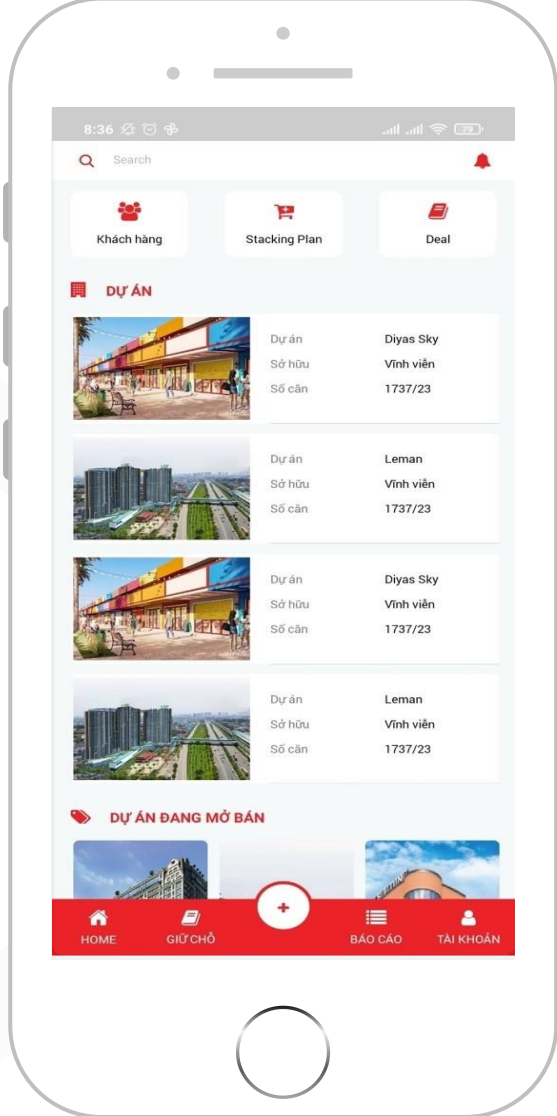 8:36
79
Search
Khách hàng
Stacking Plan
Deal
DỰ ÁN
Dự án Diyas Sky
Sở hữu Vĩnh viễn
Số căn 1737/23
Dự án Leman
Sở hữu Vĩnh viễn
Số căn 1737/23
Dự án Diyas Sky
Sở hữu Vĩnh viễn
Số căn 1737/23
Dự án Leman
Sở hữu Vĩnh viễn
Số căn 1737/23
DỰ ÁN ĐANG MỞ BÁN
+
HOME
GIỮ CHỖ
BÁO CÁO
TÀI KHOẢN